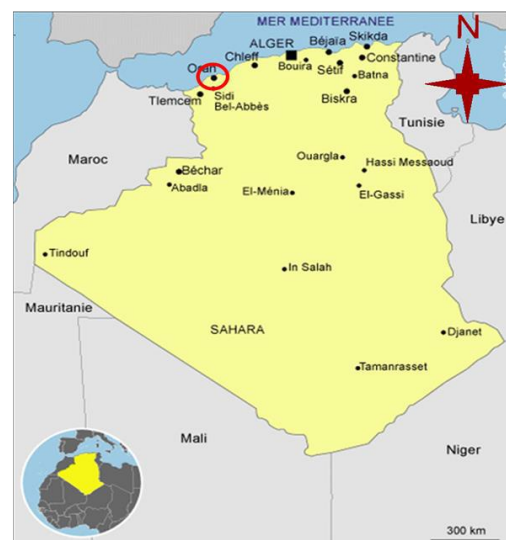 MER MEDITERRANEE
N
ALGER
Béjaïa
Skikda
Oran
Chleff
Bouira
Sétif
Constantine
Batna
Tlemcem
Sidi
Bel-Abbès
Biskra
Tunisie
Maroc
Ouargla
Hassi Messaoud
Béchar
Abadla
El-Ménia
El-Gassi
Libye
Tindouf
In Salah
Mauritanie
SAHARA
Djanet
Tamanrasset
Mali
Niger
300 km